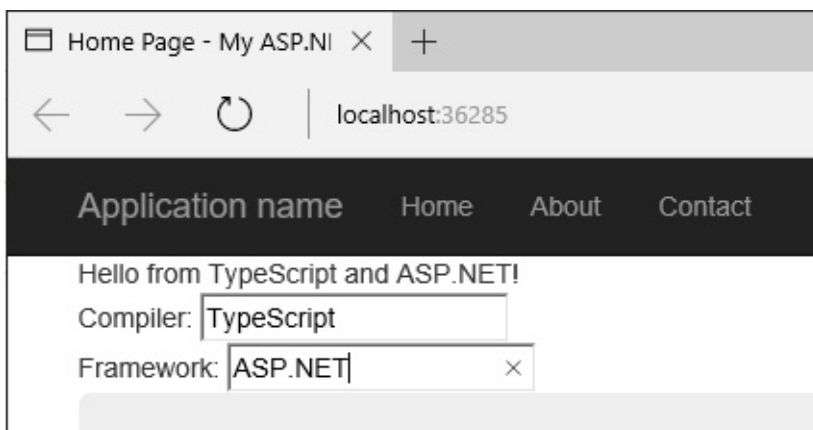 Home Page - My ASP.NI
localhost:36285
Application name Home About Contact
Hello from TypeScript and ASP.NET!
Compiler: TypeScript
Framework: ASP.NET